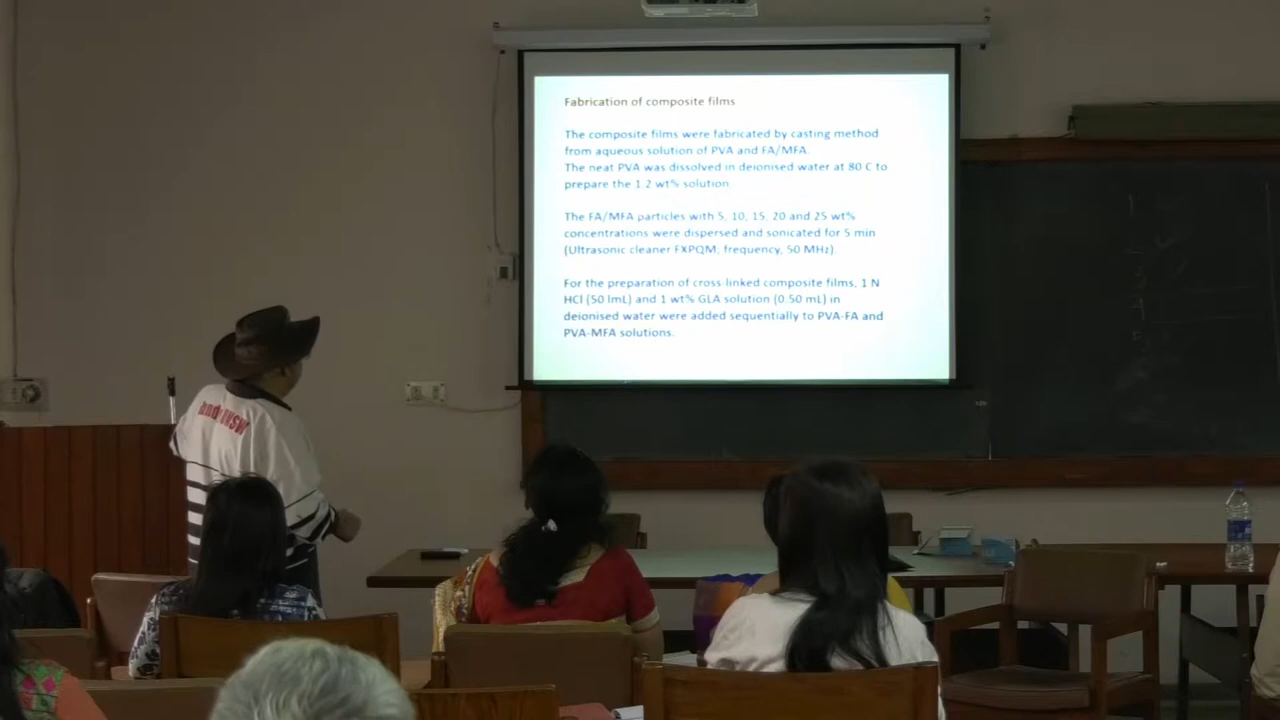 Fabrication of composite films
The composite films were fabricated by casting method
from aqueous solution of PVA and FA/MFA.
The neat PVA was dissolved in deionised water at 80 C to
prepare the 1.2 wt% solution.
The FA/MFA particles with 5, 10, 15, 20 and 25 wt%
concentrations were dispersed and sonicated for 5 min
(Ultrasonic cleaner FXPQM, frequency, 50 MHz).
For the preparation of cross-linked composite films, 1 N
HCl (50 lmL) and 1 wt% GLA solution (0.50 mL) in
deionised water were added sequentially to PVA-FA and
PVA-MFA solutions.
UNSW